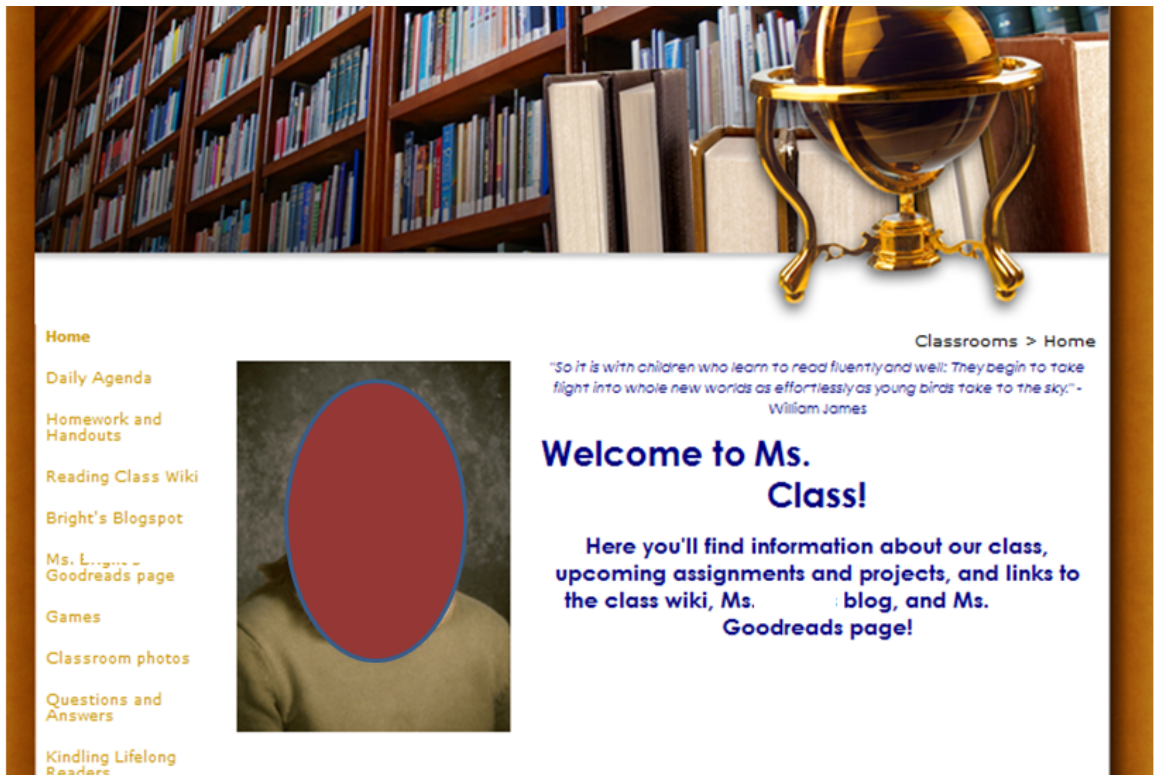 Home
Daily Agenda
Homework and
Handouts
Reading Class Wiki
Bright's Blogspot
Ms.
Goodreads page
Games
Classroom photos
Questions and
Answers
Kindling Lifelong
Readers
Classrooms > Home
"So it is with children who learn to read fluently and well: They begin to take
flight into whole new worlds as effortlessly as young birds take to the sky." -
William James
Welcome to Ms.
Class!
Here you'll find information about our class,
upcoming assignments and projects, and links to
the class wiki, Ms. blog, and Ms.
Goodreads page!